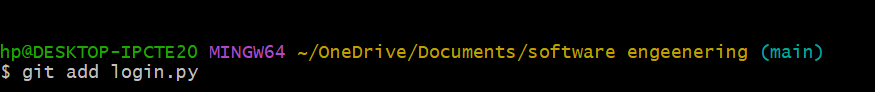 hp@DESKTOP-IPCTE20 MINGW64 ~/OneDrive/Documents/software engeenering (main)
$ git add login.py